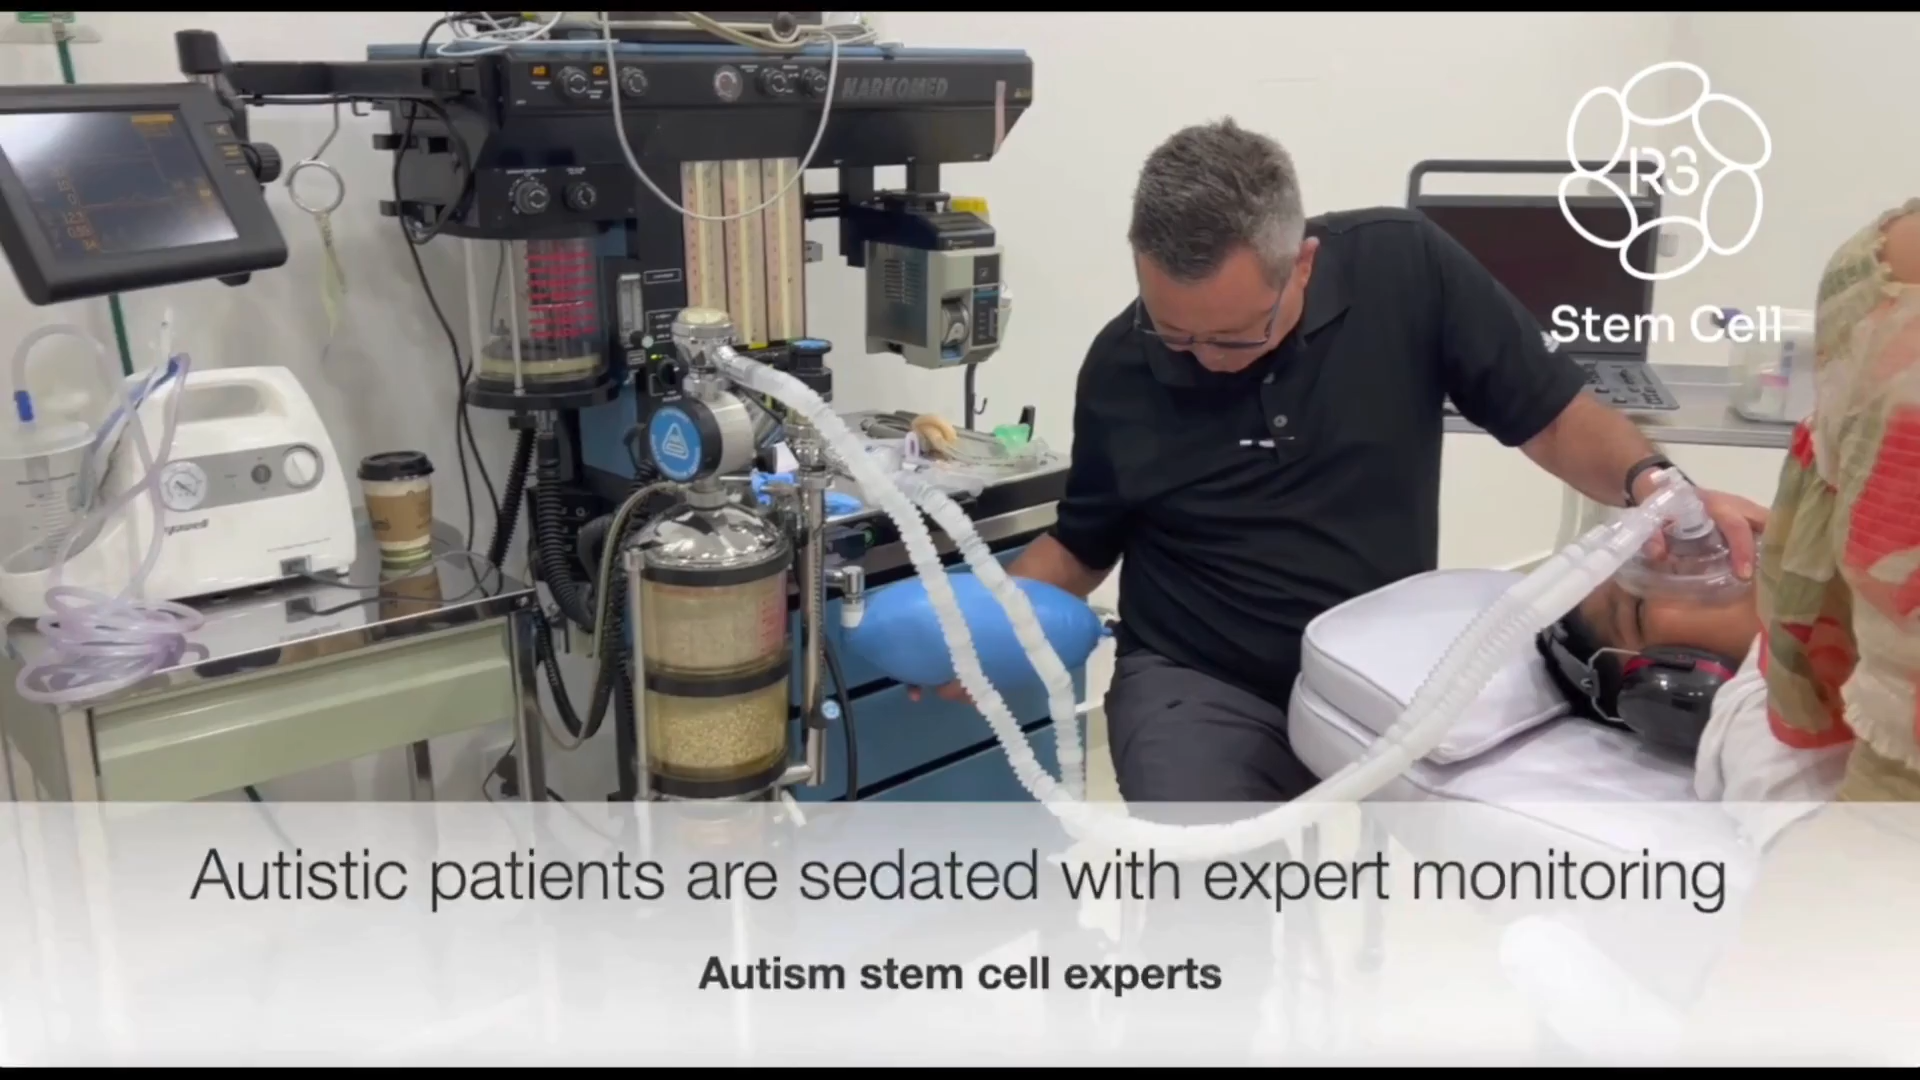 NARKOMED
R3
Stem Cell
Autistic patients are sedated with expert monitoring
Autism stem cell experts